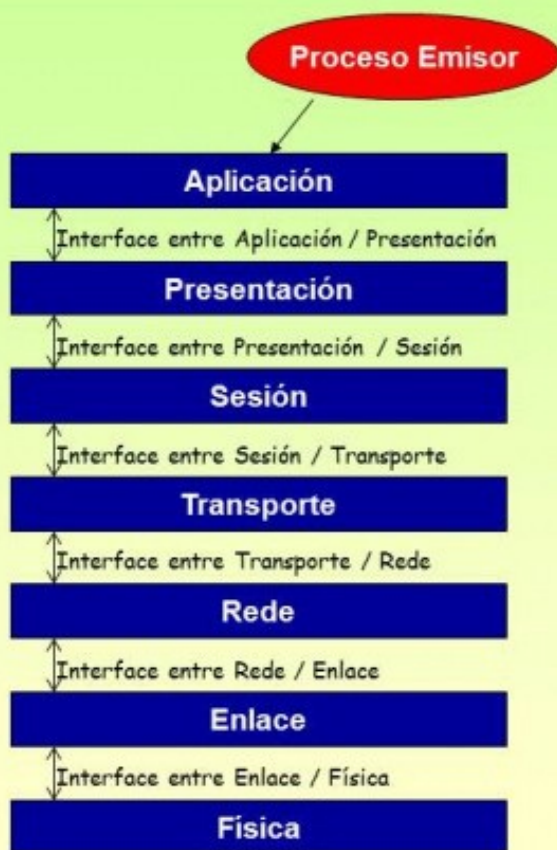 Proceso Emisor
Aplicación
Interface entre Aplicación / Presentación
Presentación
Interface entre Presentación / Sesión
Sesión
Interface entre Sesión / Transporte
Transporte
Interface entre Transporte / Rede
Rede
Interface entre Rede / Enlace
Enlace
Interface entre Enlace / Física
Física